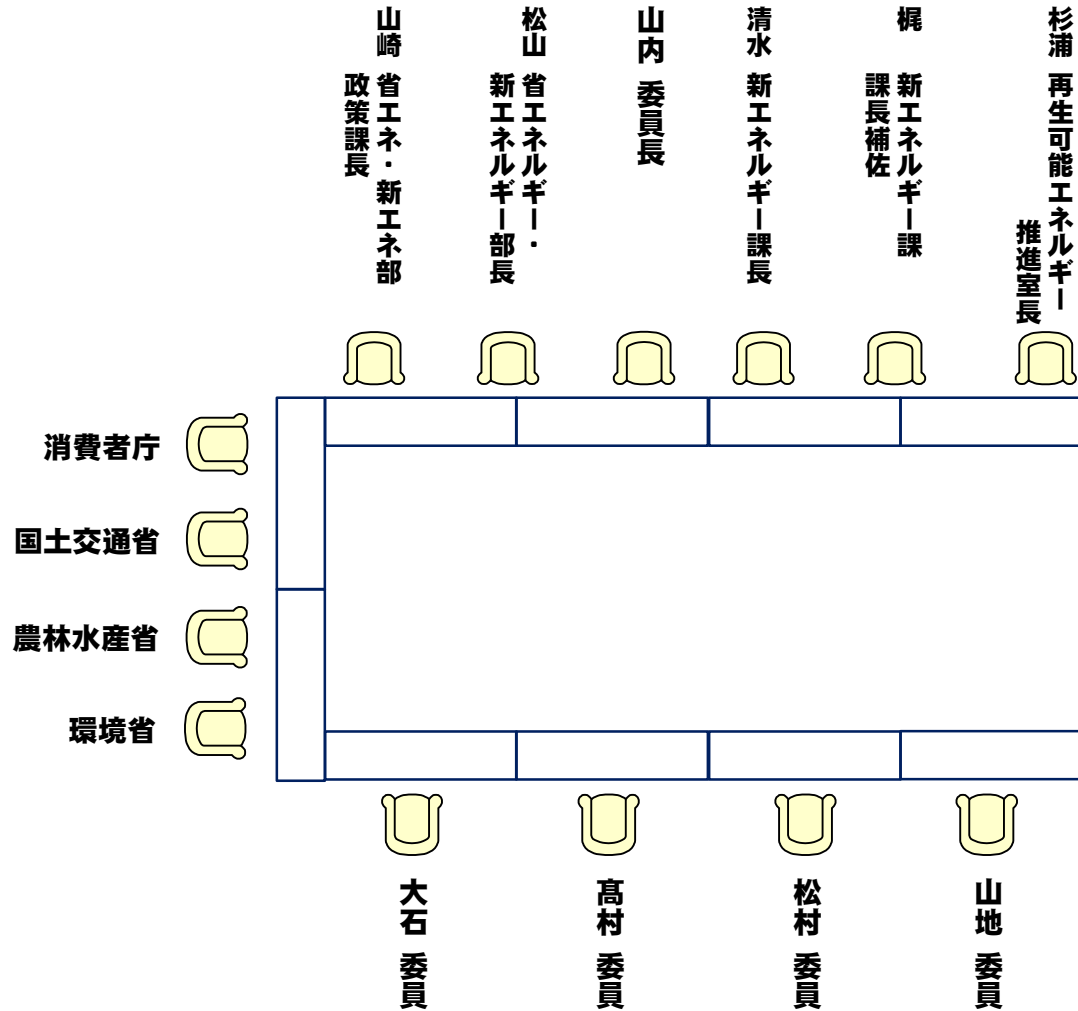 山崎 省エネ・新エネ部
政策課長
松山 省エネルギー・
新エネルギー部長
山内 委員長
清水 新エネルギー課長
梶 新エネルギー課
課長補佐
杉浦 再生可能エネルギー
推進室長
消費者庁
国土交通省
農林水産省
環境省
大石 委員
髙村 委員
松村 委員
山地 委員